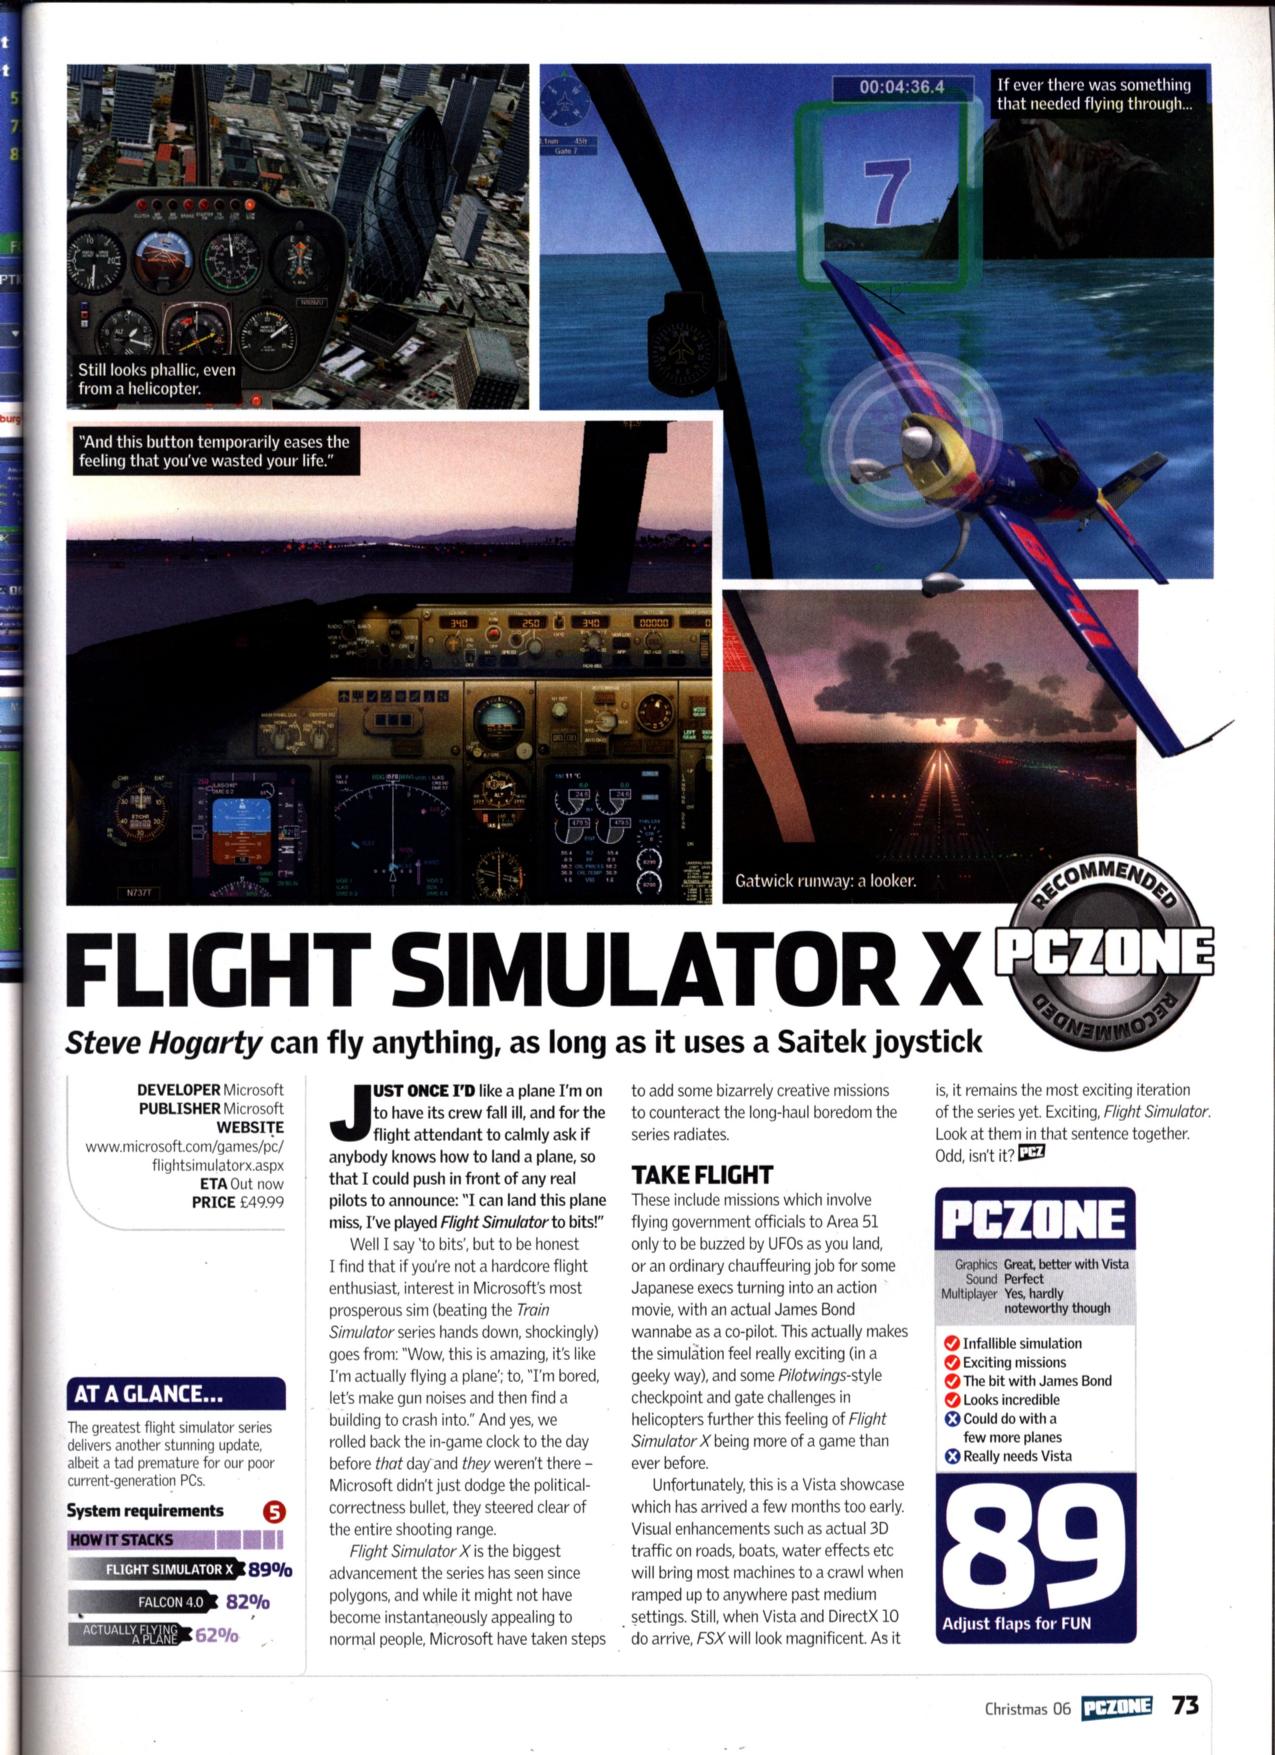 00:04:36.4
If ever there was something
that needed flying through...
7
Gate 7
Still looks phallic, even
from a helicopter.
"And this button temporarily eases the
feeling that you've wasted your life."
340
250
340
00000
N737T
Gatwick runway: a looker.
RECOMMENDED
PCZONE
RECOMMENDED
FLIGHT SIMULATOR X
Steve Hogarty can fly anything, as long as it uses a Saitek joystick
DEVELOPER Microsoft
PUBLISHER Microsoft
WEBSITE
www.microsoft.com/games/pc/
flightsimulatorx.aspx
ETA Out now
PRICE £49.99
AT A GLANCE...
The greatest flight simulator series
delivers another stunning update,
albeit a tad premature for our poor
current-generation PCs.
System requirements 5
HOW IT STACKS
FLIGHT SIMULATOR X 89%
FALCON 4.0 82%
ACTUALLY FLYING
A PLANE 62%
JUST ONCE I'D like a plane I'm on
to have its crew fall ill, and for the
flight attendant to calmly ask if
anybody knows how to land a plane, so
that I could push in front of any real
pilots to announce: "I can land this plane
miss, I've played Flight Simulator to bits!"
Well I say 'to bits', but to be honest
I find that if you're not a hardcore flight
enthusiast, interest in Microsoft's most
prosperous sim (beating the Train
Simulator series hands down, shockingly)
goes from: "Wow, this is amazing, it's like
I'm actually flying a plane'; to, "I'm bored,
let's make gun noises and then find a
building to crash into." And yes, we
rolled back the in-game clock to the day
before that day and they weren't there –
Microsoft didn't just dodge the political-
correctness bullet, they steered clear of
the entire shooting range.
Flight Simulator X is the biggest
advancement the series has seen since
polygons, and while it might not have
become instantaneously appealing to
normal people, Microsoft have taken steps
to add some bizarrely creative missions
to counteract the long-haul boredom the
series radiates.
TAKE FLIGHT
These include missions which involve
flying government officials to Area 51
only to be buzzed by UFOs as you land,
or an ordinary chauffeuring job for some
Japanese execs turning into an action
movie, with an actual James Bond
wannabe as a co-pilot. This actually makes
the simulation feel really exciting (in a
geeky way), and some Pilotwings-style
checkpoint and gate challenges in
helicopters further this feeling of Flight
Simulator X being more of a game than
ever before.
Unfortunately, this is a Vista showcase
which has arrived a few months too early.
Visual enhancements such as actual 3D
traffic on roads, boats, water effects etc
will bring most machines to a crawl when
ramped up to anywhere past medium
settings. Still, when Vista and DirectX 10
do arrive, FSX will look magnificent. As it
is, it remains the most exciting iteration
of the series yet. Exciting, Flight Simulator.
Look at them in that sentence together.
Odd, isn't it? PCZ
PCZONE
Graphics Great, better with Vista
Sound Perfect
Multiplayer Yes, hardly
noteworthy though
Infallible simulation
Exciting missions
The bit with James Bond
Looks incredible
Could do with a
few more planes
Really needs Vista
89
Adjust flaps for FUN
Christmas 06 PCZONE 73